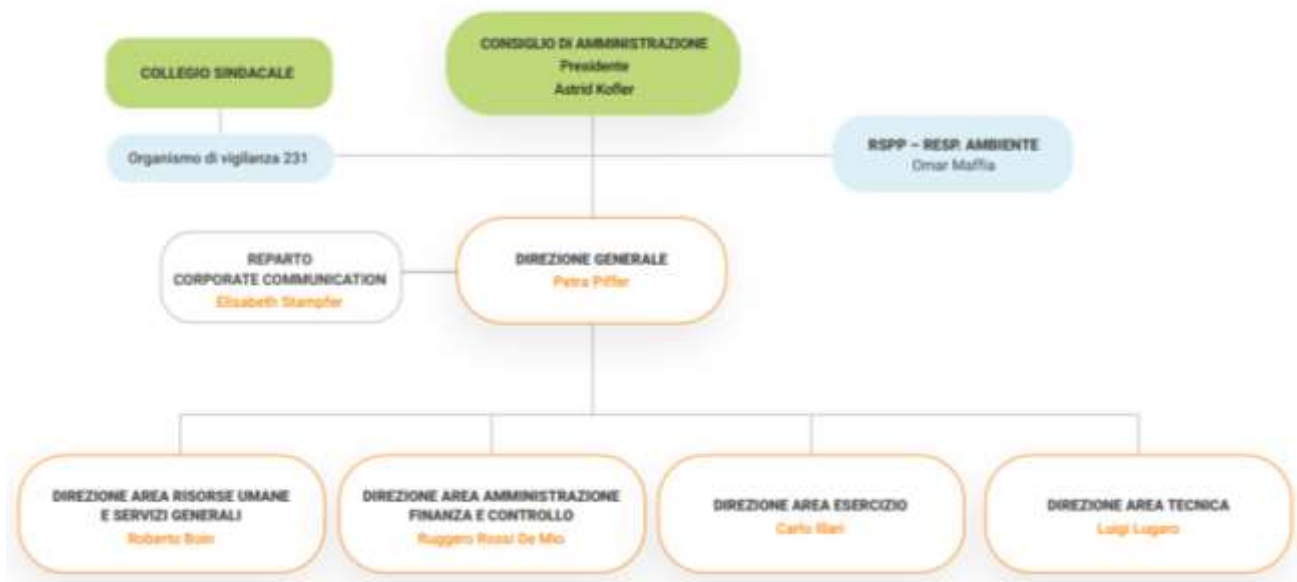 CONSIGLIO DI AMMINISTRAZIONE
Presidente
Astrid Kofler
COLLEGIO SINDACALE
Organismo di vigilanza 231
RSPP – RESP. AMBIENTE
Omar Maffia
REPARTO
CORPORATE COMMUNICATION
Elisabeth Stampfer
DIREZIONE GENERALE
Petra Piffer
DIREZIONE AREA RISORSE UMANE
E SERVIZI GENERALI
Roberto Boin
DIREZIONE AREA AMMINISTRAZIONE
FINANZA E CONTROLLO
Ruggero Rossi De Mio
DIREZIONE AREA ESERCIZIO
Carlo
DIREZIONE AREA TECNICA
Luigi Lugaro